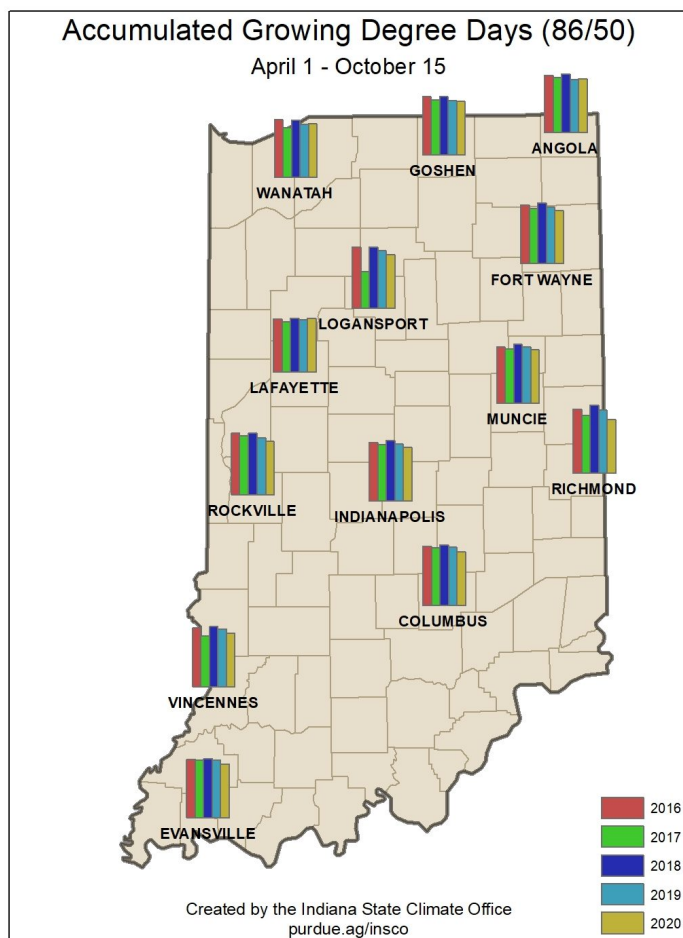 Accumulated Growing Degree Days (86/50)
April 1 - October 15
ANGOLA
GOSHEN
WANATAH
FORT WAYNE
LOGANSPORT
LAFAYETTE
MUNCIE
RICHMOND
ROCKVILLE
INDIANAPOLIS
COLUMBUS
VINCENNES
EVANSVILLE
2016
2017
2018
2019
2020
Created by the Indiana State Climate Office
purdue.ag/insco